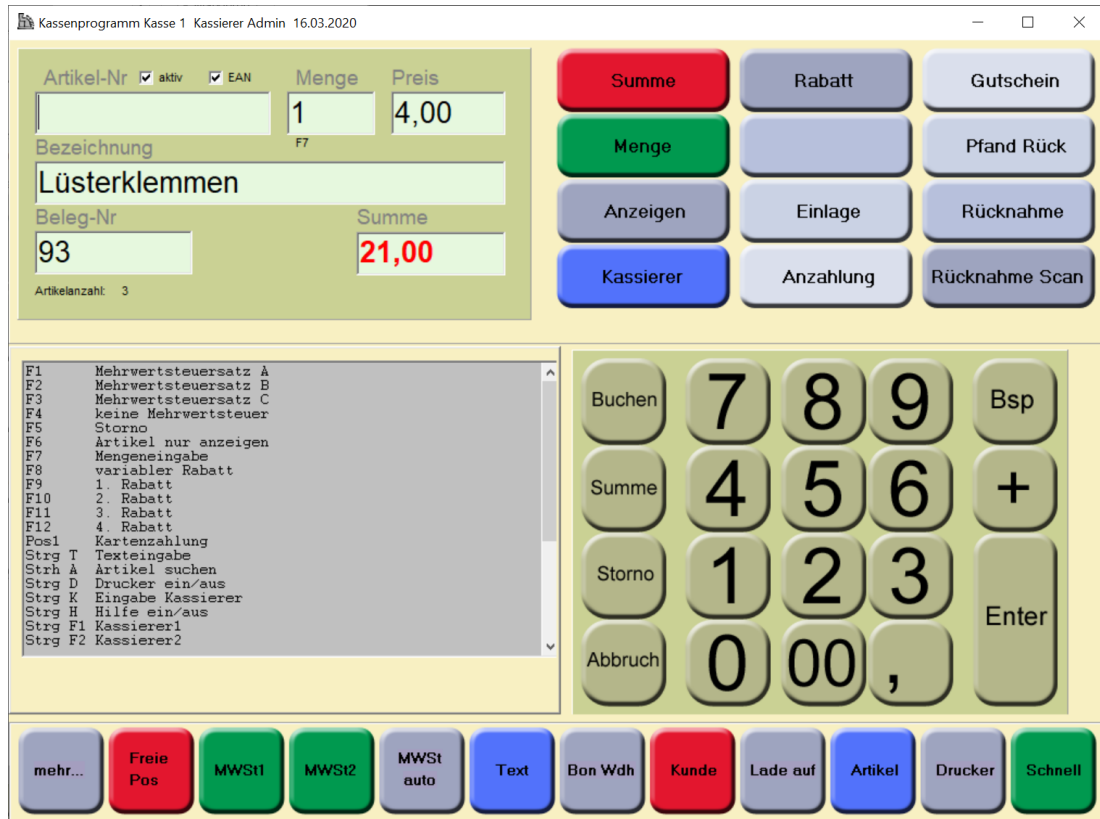 Kassenprogramm Kasse 1 Kassierer Admin 16.03.2020
Artikel-Nr aktiv EAN Menge Preis
1 4,00
F7
Bezeichnung
Lüsterklemmen
Beleg-Nr Summe
93 21,00
Artikelanzahl: 3
Summe Rabatt Gutschein
Menge Pfand Rück
Anzeigen Einlage Rücknahme
Kassierer Anzahlung Rücknahme Scan
F1 Mehrwertsteuersatz A
F2 Mehrwertsteuersatz B
F3 Mehrwertsteuersatz C
F4 keine Mehrwertsteuer
F5 Storno
F6 Artikel nur anzeigen
F7 Mengeneingabe
F8 variabler Rabatt
F9 1. Rabatt
F10 2. Rabatt
F11 3. Rabatt
F12 4. Rabatt
Pos1 Kartenzahlung
Strg T Texteingabe
Strh A Artikel suchen
Strg D Drucker ein/aus
Strg K Eingabe Kassierer
Strg H Hilfe ein/aus
Strg F1 Kassierer1
Strg F2 Kassierer2
Buchen 7 8 9 Bsp
Summe 4 5 6 +
Storno 1 2 3
Enter
Abbruch 0 00 ,
mehr...
Freie
Pos
MWSt1
MWSt2
MWSt
auto
Text
Bon Wdh
Kunde
Lade auf
Artikel
Drucker
Schnell